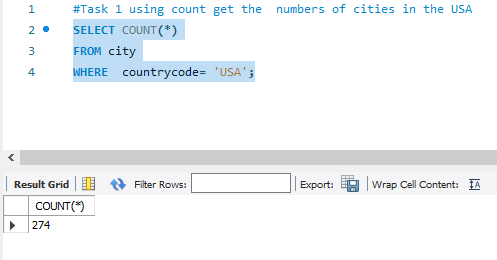 1 #Task 1 using count get the  numbers of cities in the USA
2 SELECT COUNT(*)
3 FROM city
4 WHERE  countrycode= 'USA';
Result Grid Filter Rows: Export: Wrap Cell Content: IA
COUNT(*)
274